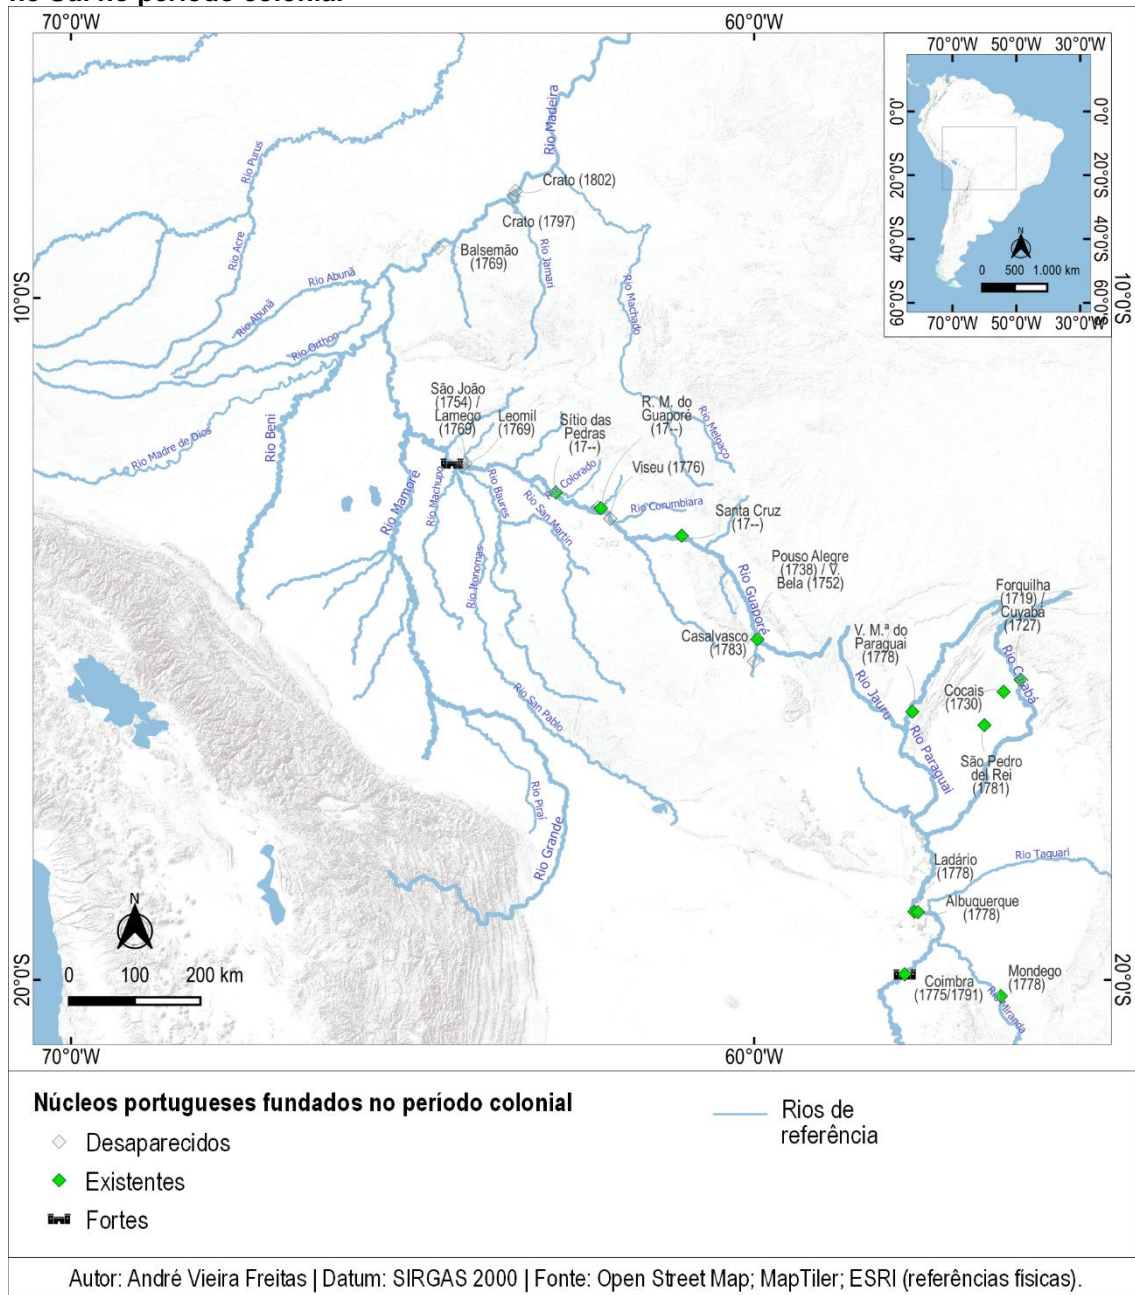 no Sul no período colonial
70°0'W
60°0'W
70°0'W 50°0'W 30°0'W
0°0'
0°0'
20°0'S
20°0'S
40°0'S
40°0'S
60°0'S
60°0'S
N
0 500 1.000 km
70°0'W 50°0'W 30°0'W
10°0'S
10°0'S
Rio Madeira
Rio Purus
Crato (1802)
Crato (1797)
Rio Acre
Balsemão
(1769)
Rio Jamari
Rio Abunã
Rio Abunã
Rio Machado
Rio Orthon
São João
(1754) /
Lamego
(1769)
Leomil
(1769)
Sítio das
Pedras
(17--)
R. M. do
Guaporé
(17--)
Rio Melgaço
Rio Madre de Dios
Rio Beni
Viseu (1776)
Rio Mamoré
Rio Machupo
Rio Baures
Rio Colorado
Rio San Martin
Rio Corumbiara
Santa Cruz
(17--)
Rio Itonomas
Pouso Alegre
(1738) / V.
Bela (1752)
Rio Guaporé
Forquilha
(1719) /
Cuyabá
(1727)
Casalvasco
(1783)
V. M.ª do
Paraguai
(1778)
Rio Cuiabá
Rio San Pablo
Rio Jauru
Cocais
(1730)
Rio Paraguai
São Pedro
del Rei
(1781)
Rio Piraí
Rio Grande
Ladário
(1778)
Rio Taquari
Albuquerque
(1778)
N
0 100 200 km
20°0'S
20°0'S
Coimbra
(1775/1791)
Mondego
(1778)
Rio Miranda
70°0'W
60°0'W
Núcleos portugueses fundados no período colonial
Desaparecidos
Existentes
Fortes
Rios de
referência
Autor: André Vieira Freitas | Datum: SIRGAS 2000 | Fonte: Open Street Map; MapTiler; ESRI (referências físicas).